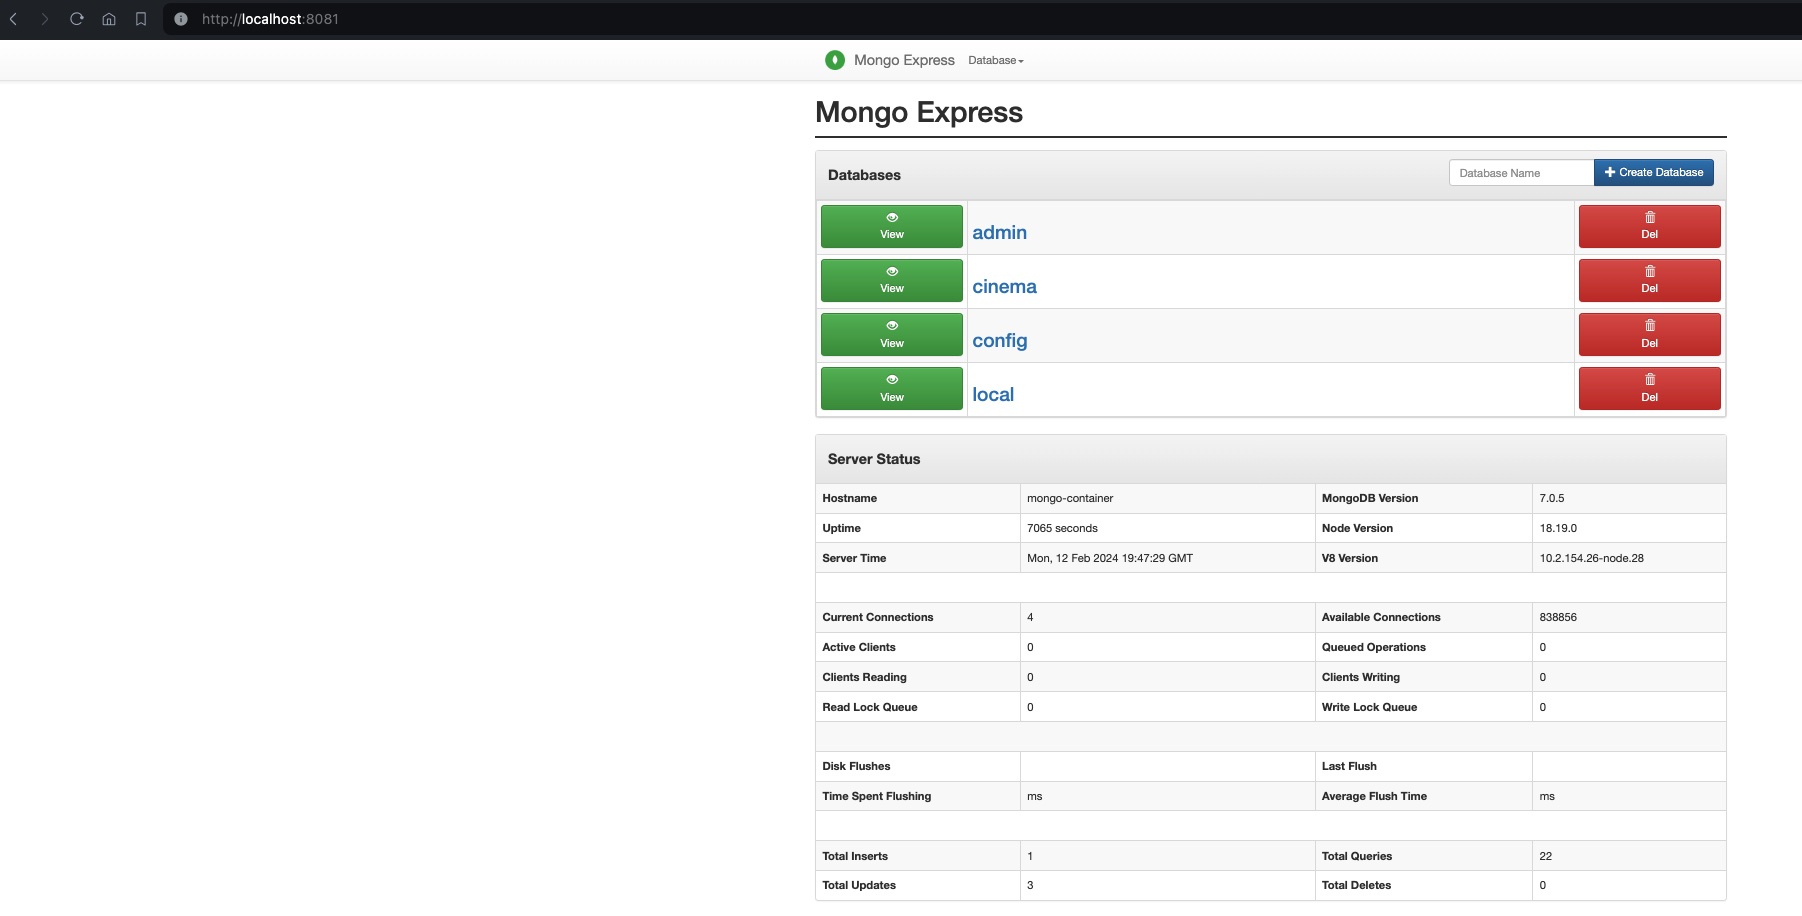 http://localhost:8081
Mongo Express Database
Mongo Express
Databases Database Name Create Database
View admin Del
View cinema Del
View config Del
View local Del
Server Status
Hostname mongo-container MongoDB Version 7.0.5
Uptime 7065 seconds Node Version 18.19.0
Server Time Mon, 12 Feb 2024 19:47:29 GMT V8 Version 10.2.154.26-node.28
Current Connections 4 Available Connections 838856
Active Clients 0 Queued Operations 0
Clients Reading 0 Clients Writing 0
Read Lock Queue 0 Write Lock Queue 0
Disk Flushes Last Flush
Time Spent Flushing ms Average Flush Time ms
Total Inserts 1 Total Queries 22
Total Updates 3 Total Deletes 0